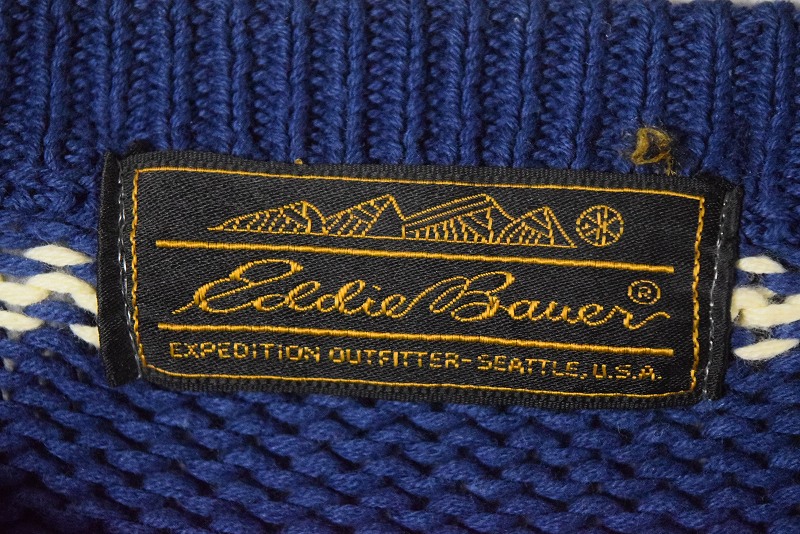 Eddie Bauer®
EXPEDITION OUTFITTER-SEATTLE, U.S.A.